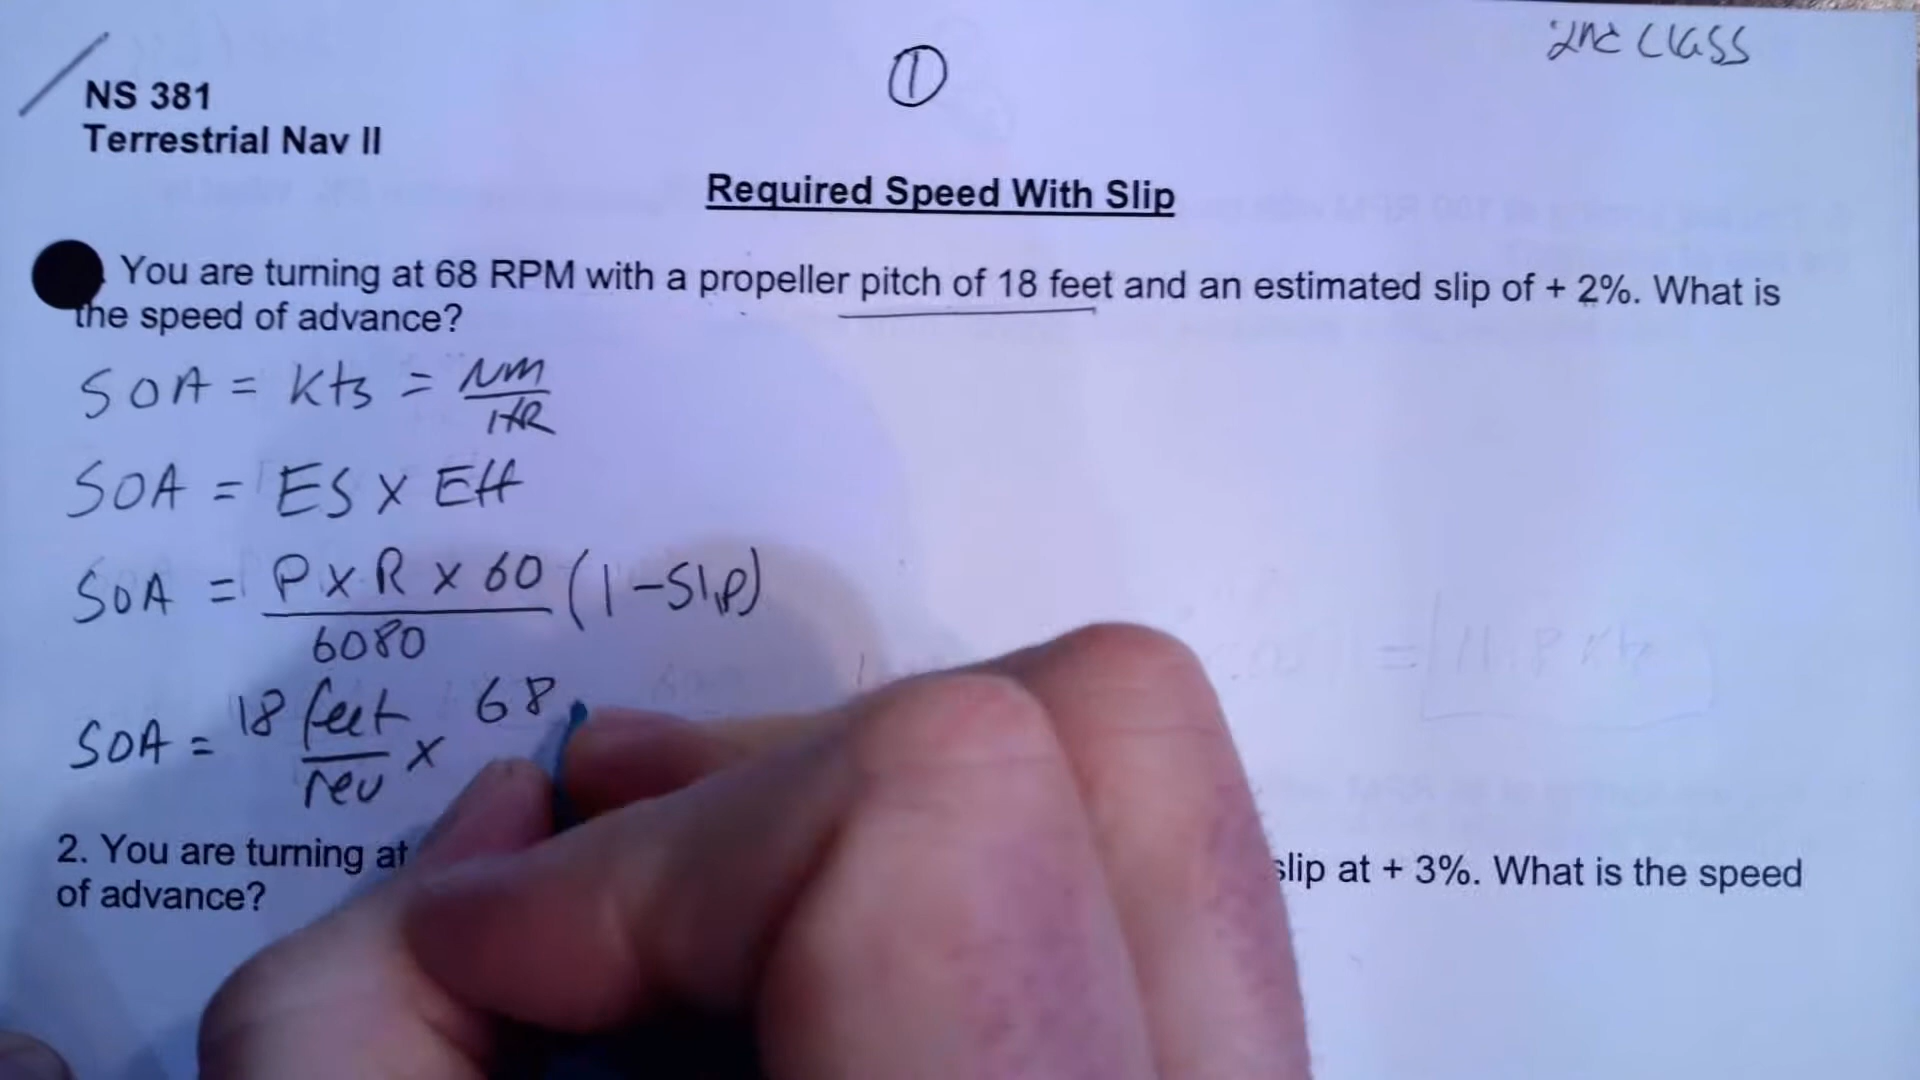 2nd Class
1
NS 381
Terrestrial Nav II
Required Speed With Slip
You are turning at 68 RPM with a propeller pitch of 18 feet and an estimated slip of + 2%. What is
the speed of advance?
SOA = kts = Nm/HR
SOA = ES x Eff
SOA = P x R x 60 / 6080 (1-Slip)
SOA = 18 feet/rev x 68
2. You are turning at
slip at + 3%. What is the speed
of advance?